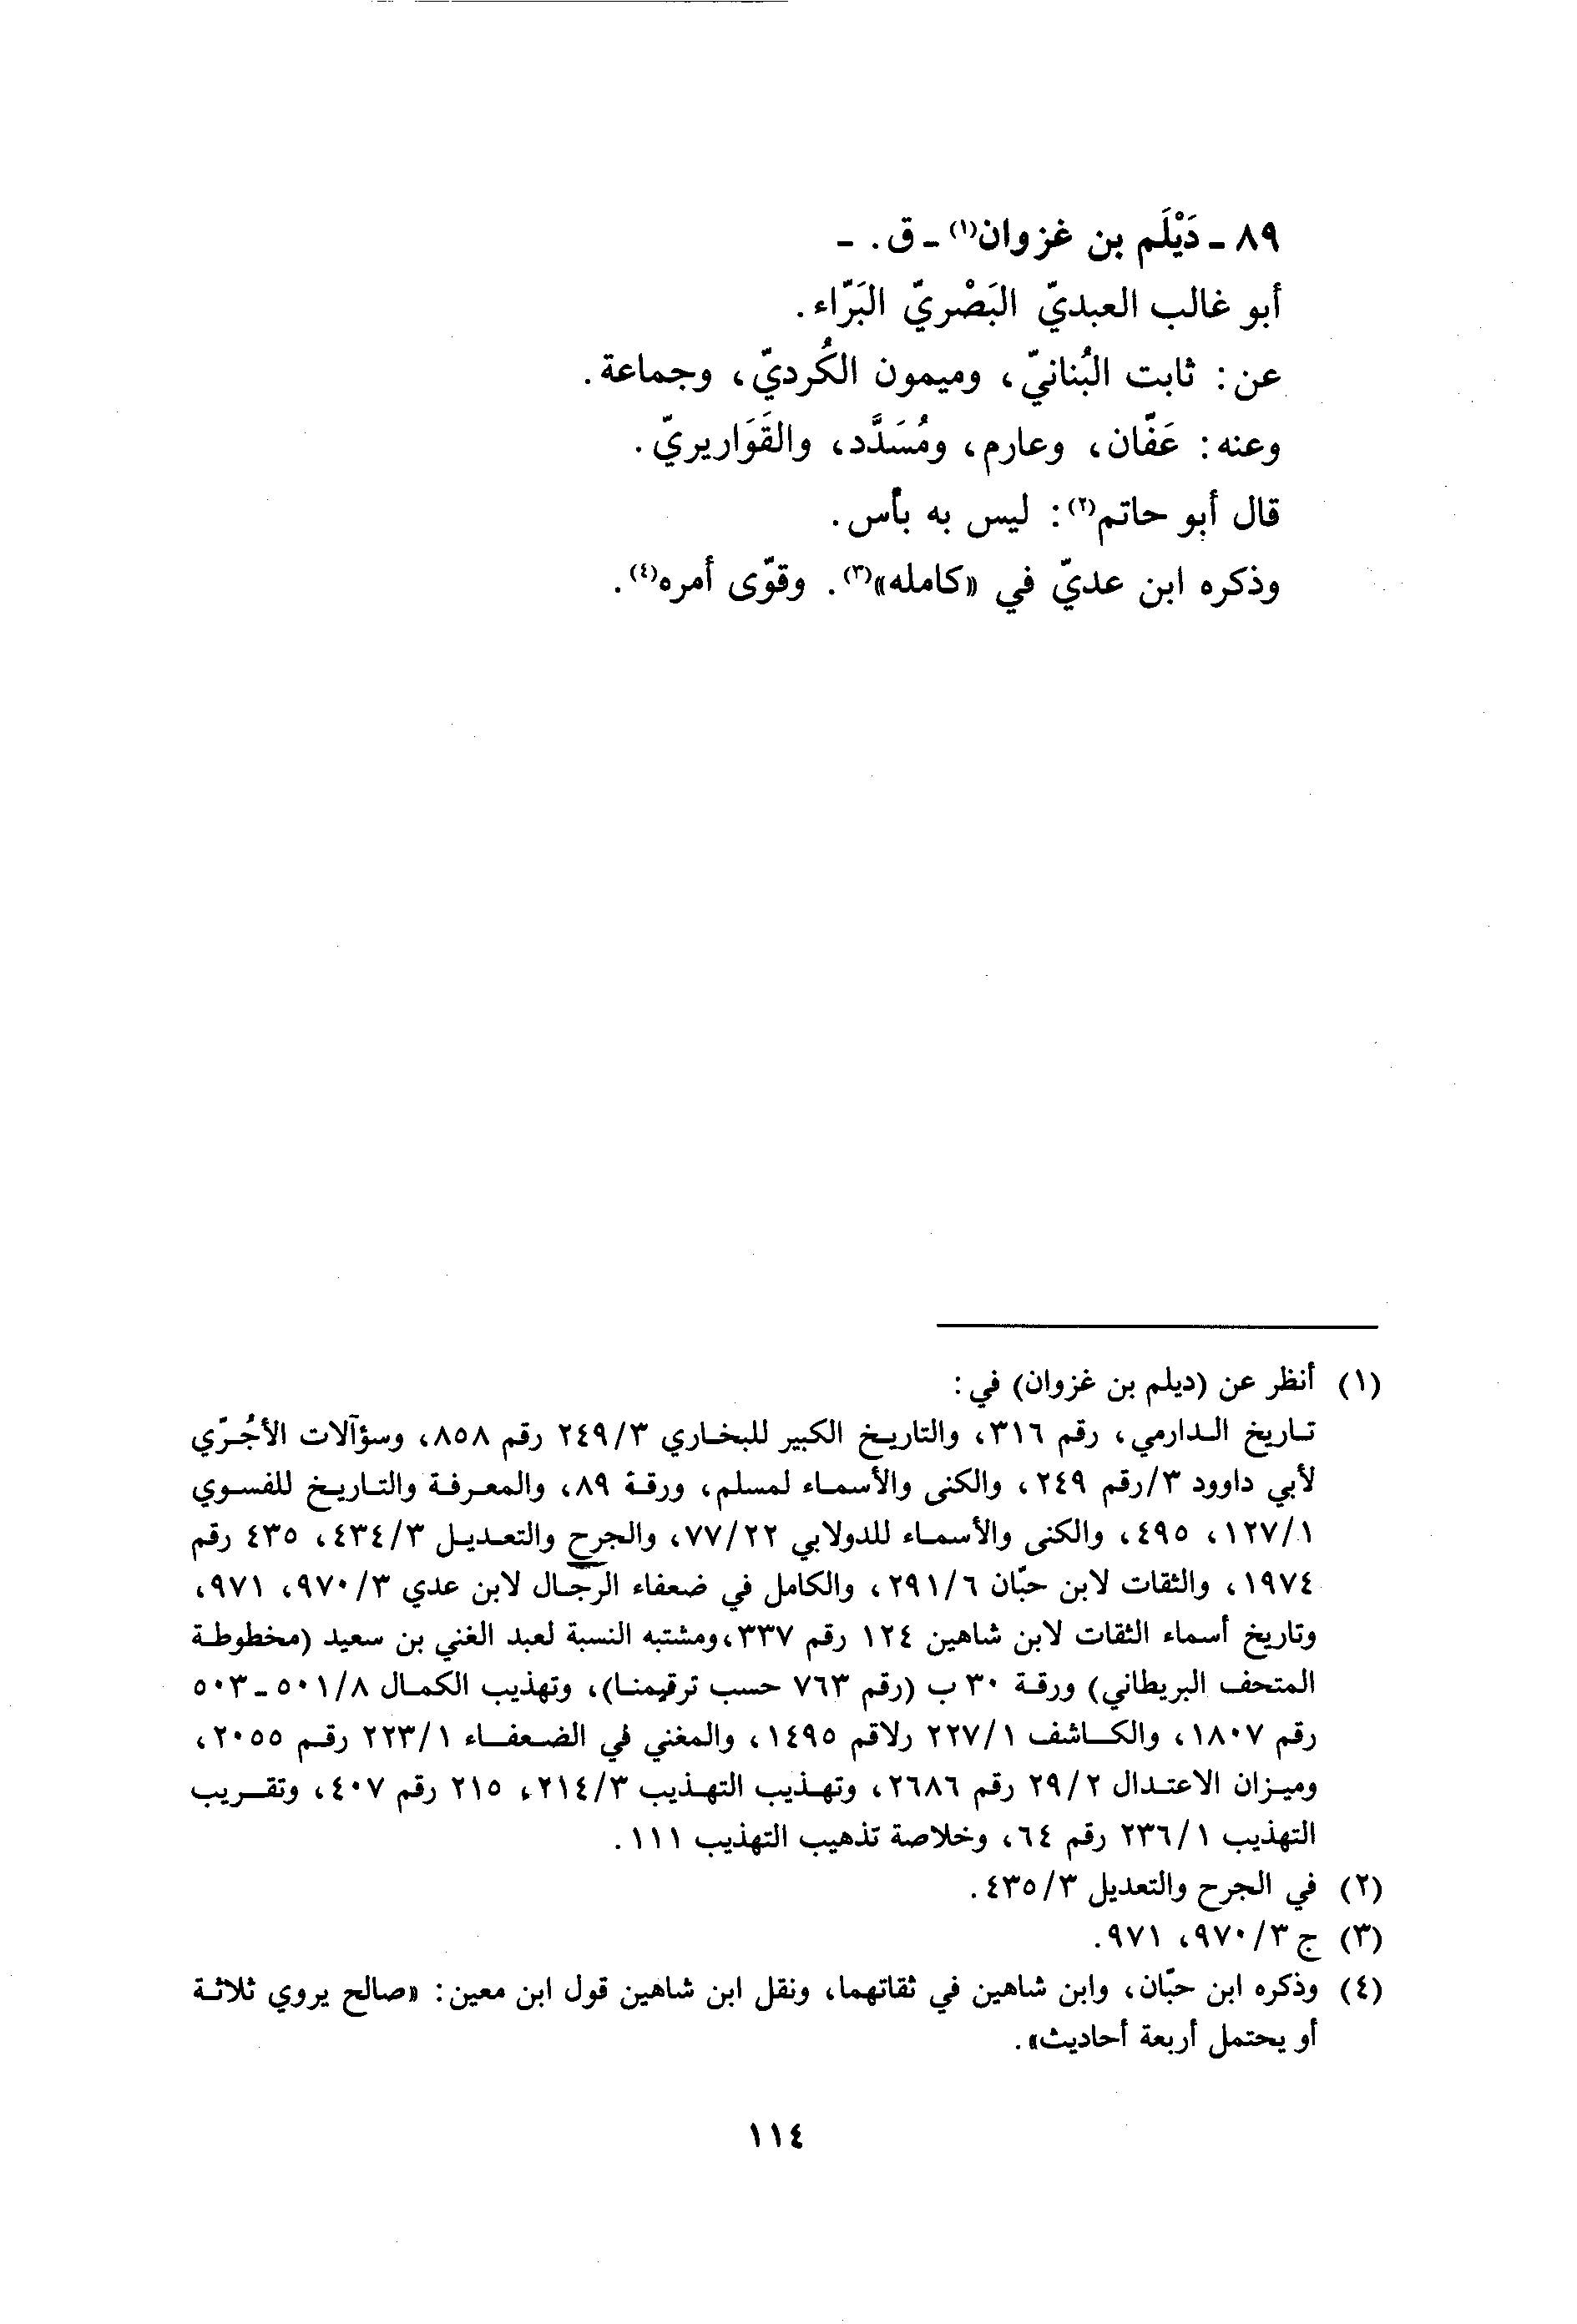 ٨٩ - دَيْلَم بن غزوان(١) - ق. -
أبو غالب العبديّ البَصْريّ البَرّاء.
عن: ثابت البُنانيّ، وميمون الكُرديّ، وجماعة.
وعنه: عَفّان، وعارم، ومُسَدَّد، والقَوَاريريّ.
قال أبو حاتم(٢): ليس به بأس.
وذكره ابن عديّ في «كامله»(٣). وقوّى أمره(٤).
(١) أنظر عن (ديلم بن غزوان) في:
تاريخ الدارمي، رقم ٣١٦، والتاريخ الكبير للبخاري ٢٤٩/٣ رقم ٨٥٨، وسؤآلات الأجُرّي
لأبي داوود ٣/رقم ٢٤٩، والكنى والأسماء لمسلم، ورقة ٨٩، والمعرفة والتاريخ للفسوي
١٢٧/١، ٤٩٥، والكنى والأسماء للدولابي ٧٧/٢٢، والجرح والتعديل ٤٣٤/٣، ٤٣٥ رقم
١٩٧٤، والثقات لابن حبّان ٢٩١/٦، والكامل في ضعفاء الرجال لابن عدي ٩٧٠/٣، ٩٧١،
وتاريخ أسماء الثقات لابن شاهين ١٢٤ رقم ٣٣٧، ومشتبه النسبة لعبد الغني بن سعيد (مخطوطة
المتحف البريطاني) ورقة ٣٠ ب (رقم ٧٦٣ حسب ترقيمنا)، وتهذيب الكمال ٥٠١/٨ - ٥٠٣
رقم ١٨٠٧، والكاشف ٢٢٧/١ رلاقم ١٤٩٥، والمغني في الضعفاء ٢٢٣/١ رقم ٢٠٥٥،
وميزان الاعتدال ٢٩/٢ رقم ٢٦٨٦، وتهذيب التهذيب ٢١٤/٣، ٢١٥ رقم ٤٠٧، وتقريب
التهذيب ٢٣٦/١ رقم ٦٤، وخلاصة تذهيب التهذيب ١١١.
(٢) في الجرح والتعديل ٤٣٥/٣.
(٣) ج ٩٧٠/٣، ٩٧١.
(٤) وذكره ابن حبّان، وابن شاهين في ثقاتهما، ونقل ابن شاهين قول ابن معين: «صالح يروي ثلاثة
أو يحتمل أربعة أحاديث».
١١٤